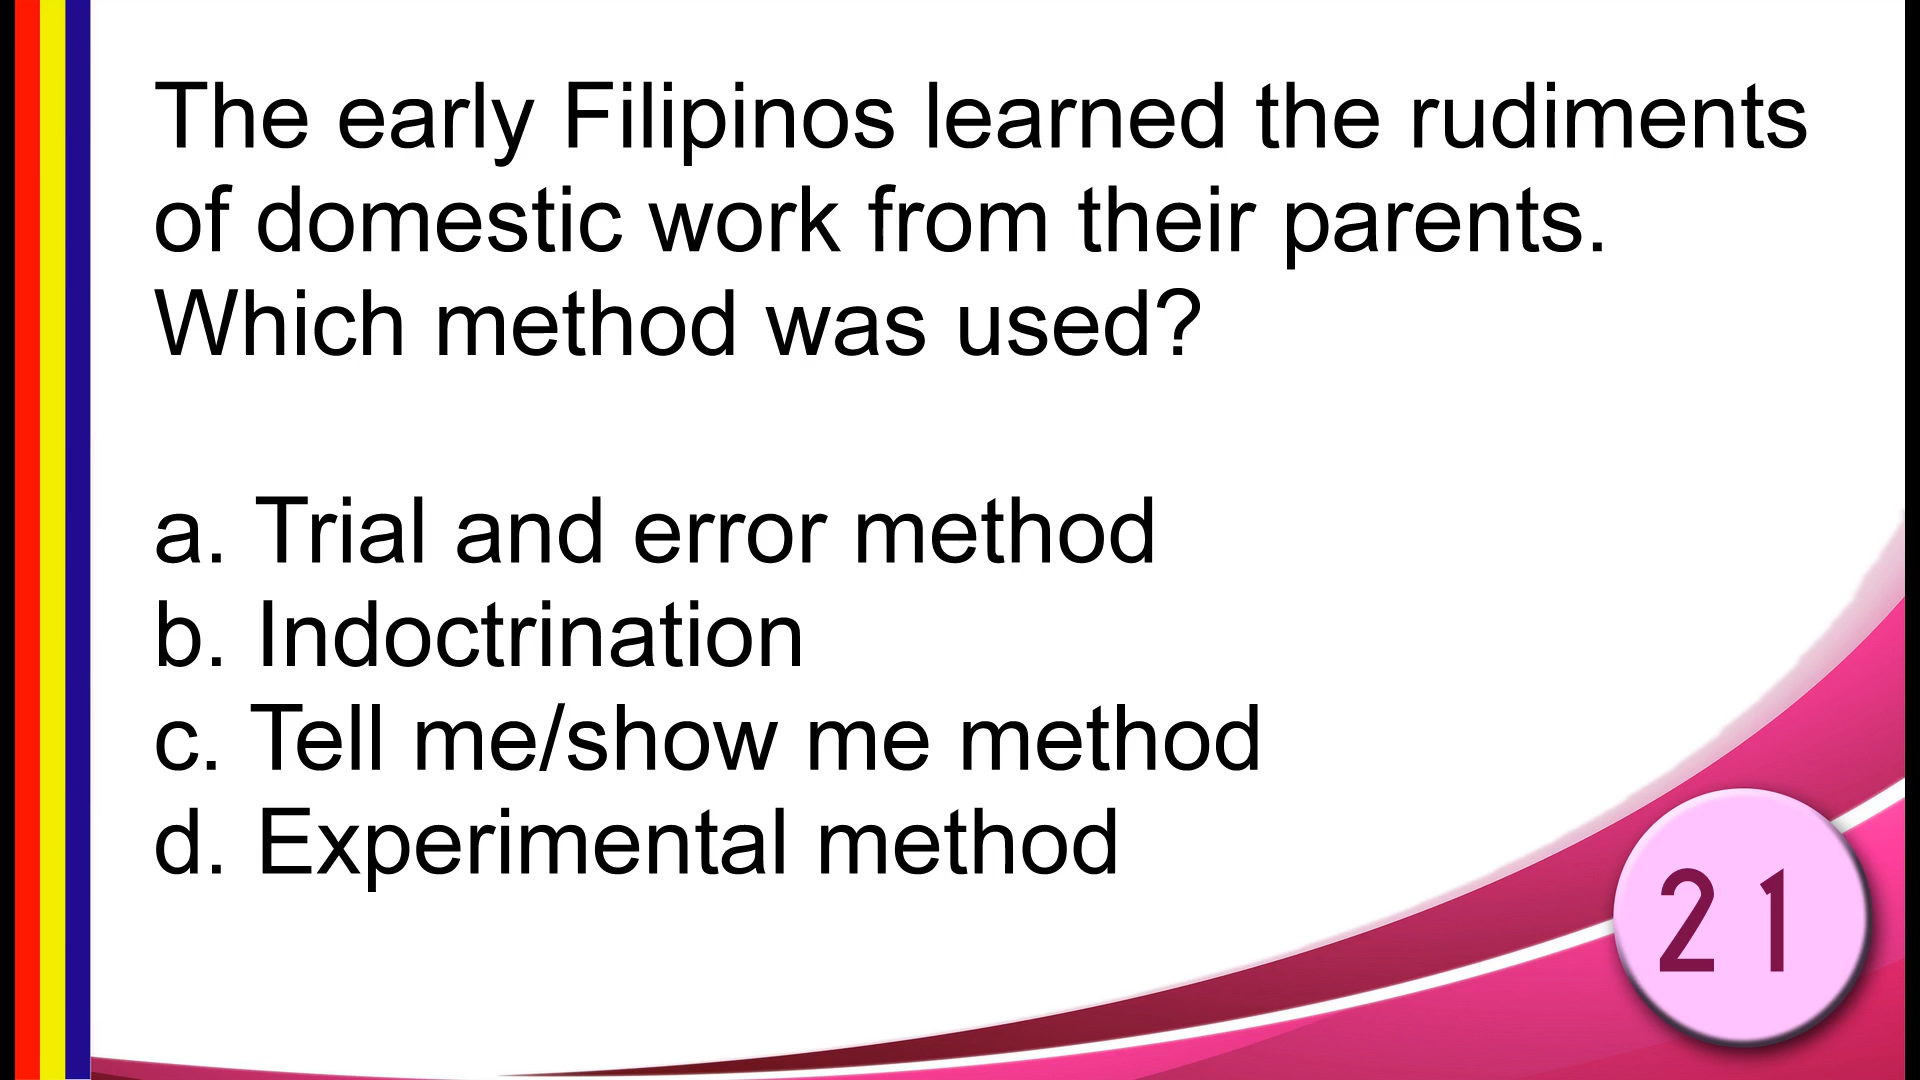 The early Filipinos learned the rudiments
of domestic work from their parents.
Which method was used?
a. Trial and error method
b. Indoctrination
c. Tell me/show me method
d. Experimental method
21